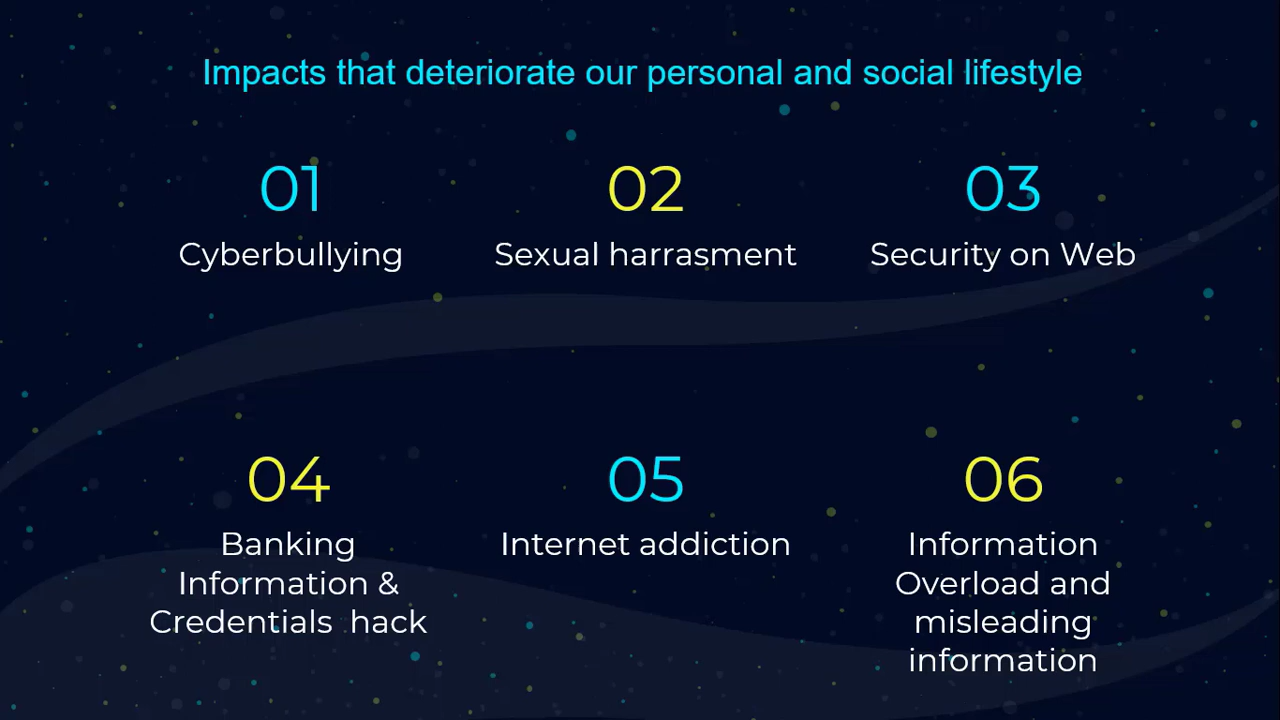 Impacts that deteriorate our personal and social lifestyle
01
Cyberbullying
02
Sexual harrasment
03
Security on Web
04
Banking
Information &
Credentials  hack
05
Internet addiction
06
Information
Overload and
misleading
information